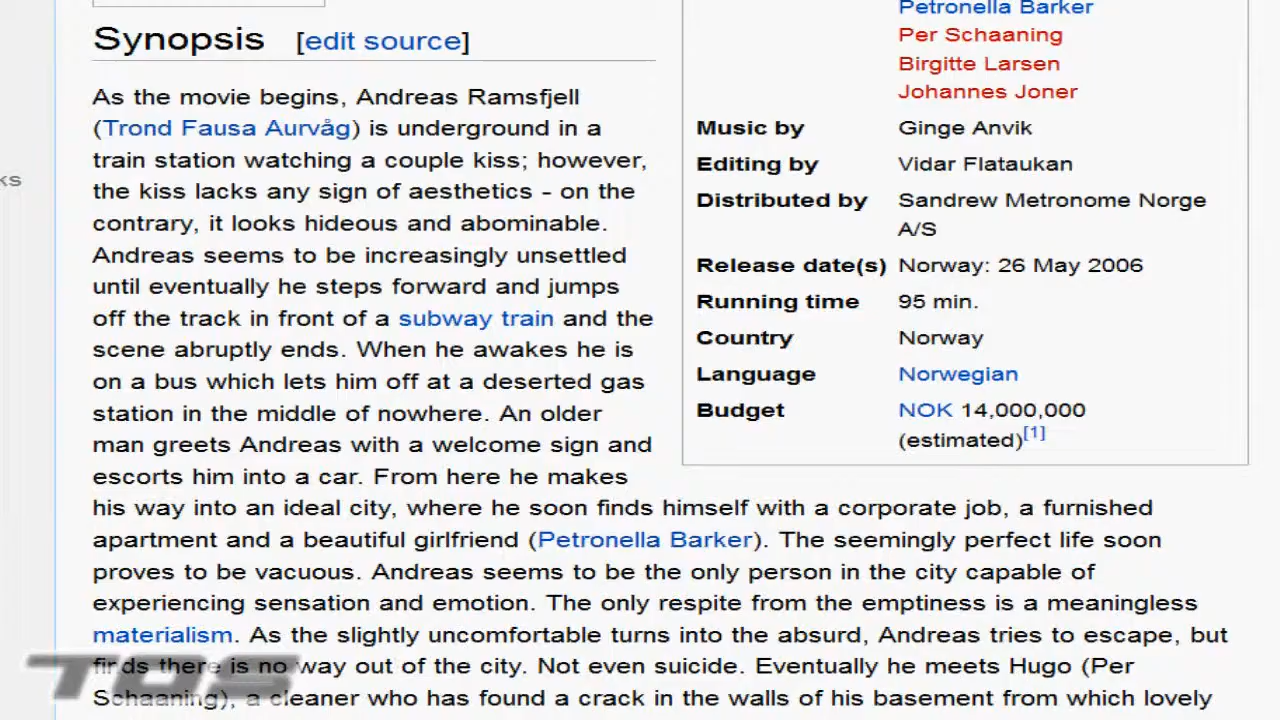 Synopsis [edit source]
As the movie begins, Andreas Ramsfjell
(Trond Fausa Aurvåg) is underground in a
train station watching a couple kiss; however,
the kiss lacks any sign of aesthetics - on the
contrary, it looks hideous and abominable.
Andreas seems to be increasingly unsettled
until eventually he steps forward and jumps
off the track in front of a subway train and the
scene abruptly ends. When he awakes he is
on a bus which lets him off at a deserted gas
station in the middle of nowhere. An older
man greets Andreas with a welcome sign and
escorts him into a car. From here he makes
his way into an ideal city, where he soon finds himself with a corporate job, a furnished
apartment and a beautiful girlfriend (Petronella Barker). The seemingly perfect life soon
proves to be vacuous. Andreas seems to be the only person in the city capable of
experiencing sensation and emotion. The only respite from the emptiness is a meaningless
materialism. As the slightly uncomfortable turns into the absurd, Andreas tries to escape, but
finds there is no way out of the city. Not even suicide. Eventually he meets Hugo (Per
Schaaning), a cleaner who has found a crack in the walls of his basement from which lovely
Petronella Barker
Per Schaaning
Birgitte Larsen
Johannes Joner
Music by Ginge Anvik
Editing by Vidar Flataukan
Distributed by Sandrew Metronome Norge
A/S
Release date(s) Norway: 26 May 2006
Running time 95 min.
Country Norway
Language Norwegian
Budget NOK 14,000,000
(estimated)[1]
ks
TOS